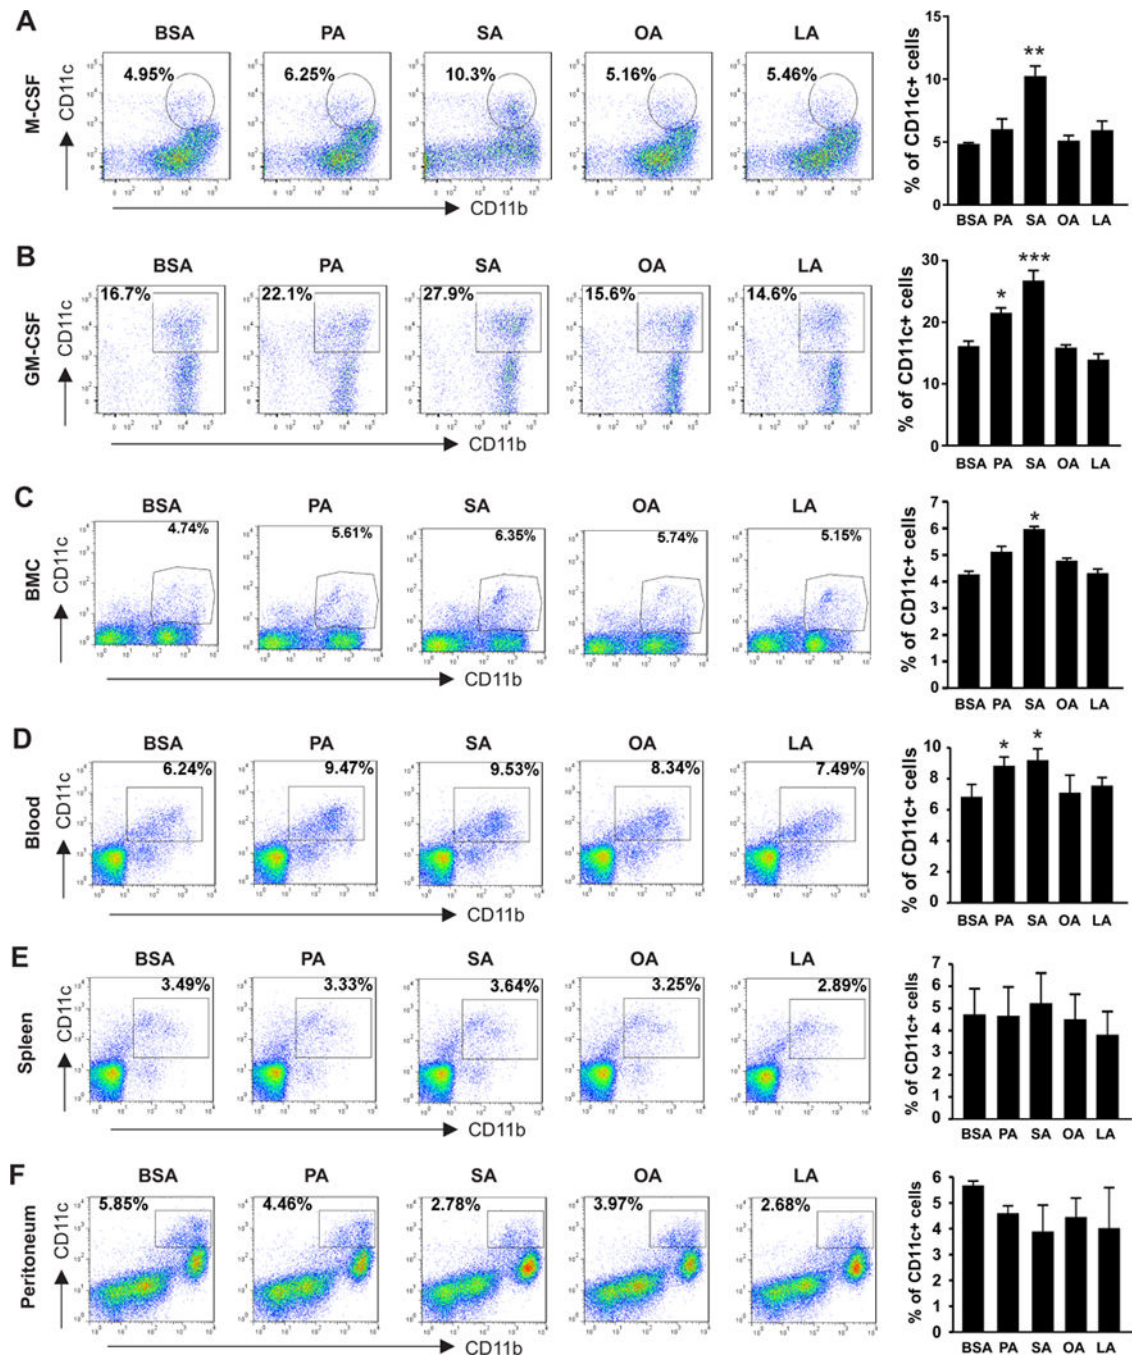 A
BSA PA SA OA LA
M-CSF
CD11c
4.95% 6.25% 10.3% 5.16% 5.46%
CD11b
% of CD11c+ cells
15
10
5
0
**
BSA PA SA OA LA
B
BSA PA SA OA LA
GM-CSF
CD11c
16.7% 22.1% 27.9% 15.6% 14.6%
CD11b
% of CD11c+ cells
30
20
10
0
* ***
BSA PA SA OA LA
C
BSA PA SA OA LA
BMC
CD11c
4.74% 5.61% 6.35% 5.74% 5.15%
CD11b
% of CD11c+ cells
7
6
5
4
3
2
1
0
*
BSA PA SA OA LA
D
BSA PA SA OA LA
Blood
CD11c
6.24% 9.47% 9.53% 8.34% 7.49%
CD11b
% of CD11c+ cells
10
8
6
4
2
0
* *
BSA PA SA OA LA
E
BSA PA SA OA LA
Spleen
CD11c
3.49% 3.33% 3.64% 3.25% 2.89%
CD11b
% of CD11c+ cells
7
6
5
4
3
2
1
0
BSA PA SA OA LA
F
BSA PA SA OA LA
Peritoneum
CD11c
5.85% 4.46% 2.78% 3.97% 2.68%
CD11b
% of CD11c+ cells
6
5
4
3
2
1
0
BSA PA SA OA LA